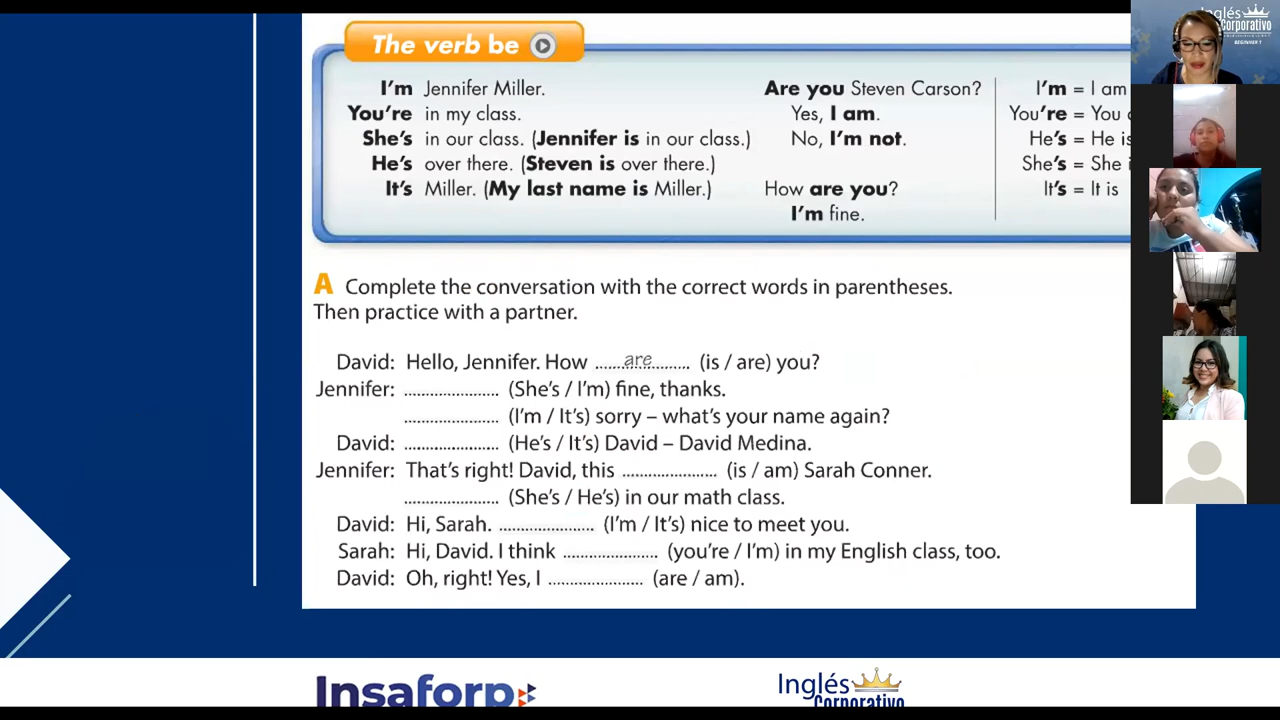 The verb be
I'm Jennifer Miller.
You're in my class.
She's in our class. (Jennifer is in our class.)
He's over there. (Steven is over there.)
It's Miller. (My last name is Miller.)
Are you Steven Carson?
Yes, I am.
No, I'm not.
How are you?
I'm fine.
I'm = I am
You're = You
He's = He is
She's = She
It's = It is
A Complete the conversation with the correct words in parentheses.
Then practice with a partner.
David: Hello, Jennifer. How are (is / are) you?
Jennifer: (She's / I'm) fine, thanks.
(I'm / It's) sorry – what's your name again?
David: (He's / It's) David – David Medina.
Jennifer: That's right! David, this (is / am) Sarah Conner.
(She's / He's) in our math class.
David: Hi, Sarah. (I'm / It's) nice to meet you.
Sarah: Hi, David. I think (you're / I'm) in my English class, too.
David: Oh, right! Yes, I (are / am).
Insaforp
Inglés
Corporativo
Inglés
Corporativo
BEGINNER 1